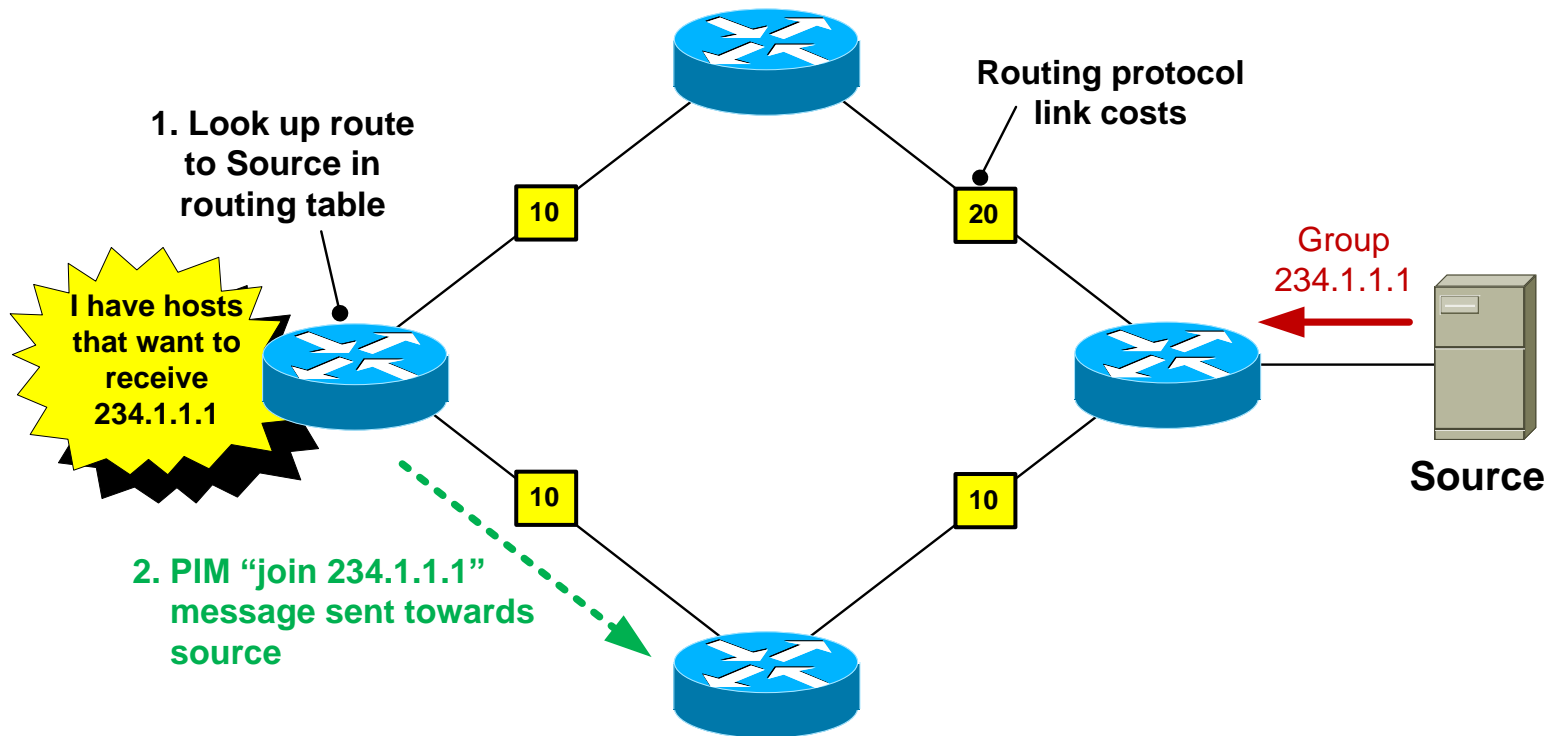 Routing protocol
link costs
1. Look up route
to Source in
routing table
10
20
Group
234.1.1.1
I have hosts
that want to
receive
234.1.1.1
10
10
Source
2. PIM “join 234.1.1.1”
message sent towards
source